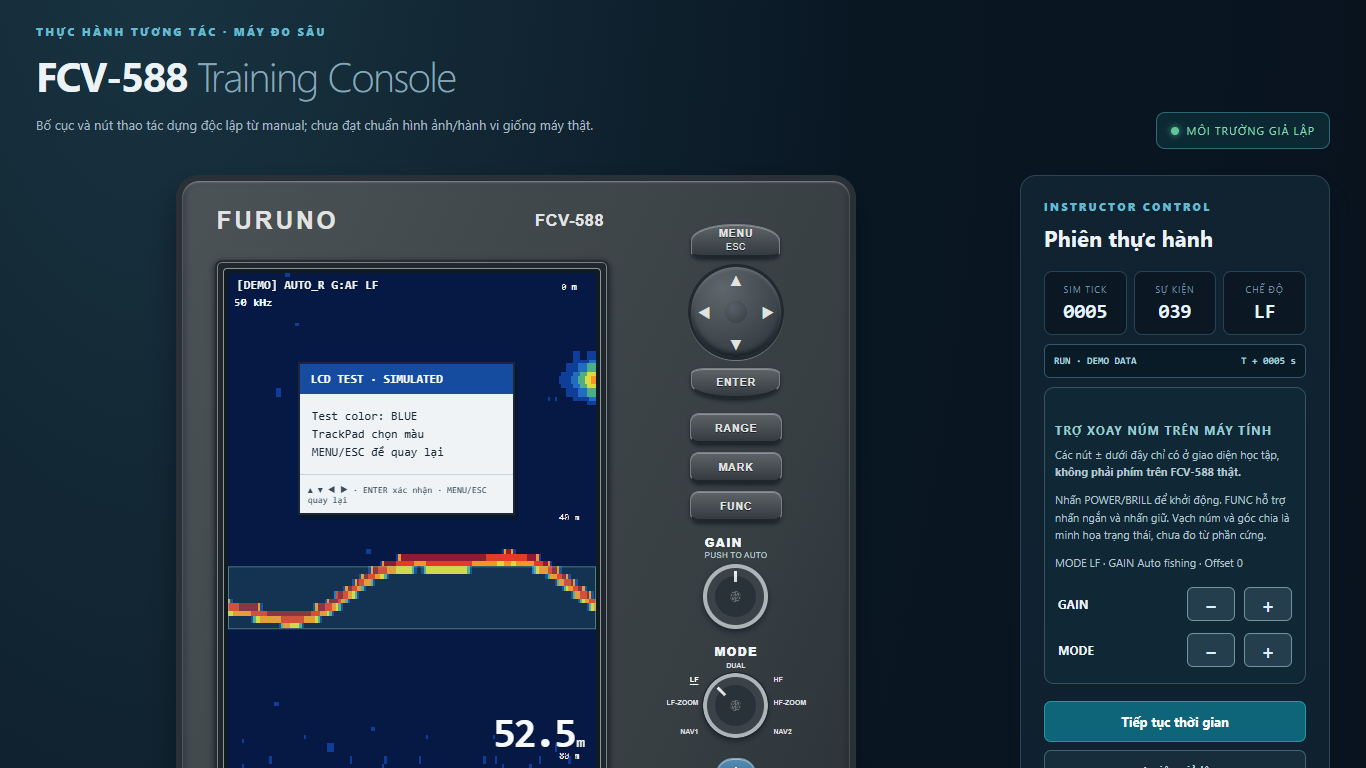 THỰC HÀNH TƯƠNG TÁC · MÁY ĐO SÂU
FCV-588 Training Console
Bố cục và nút thao tác dựng độc lập từ manual; chưa đạt chuẩn hình ảnh/hành vi giống máy thật.
MÔI TRƯỜNG GIẢ LẬP
FURUNO
FCV-588
[DEMO] AUTO_R G:AF LF
0 m
50 kHz
LCD TEST · SIMULATED
Test color: BLUE
TrackPad chọn màu
MENU/ESC để quay lại
▲ ▼ ◀ ▶ · ENTER xác nhận · MENU/ESC
quay lại
40 m
52.5m
80 m
MENU
ESC
▲
◀ ▶
▼
ENTER
RANGE
MARK
FUNC
GAIN
PUSH TO AUTO
MODE
DUAL
LF HF
LF-ZOOM HF-ZOOM
NAV1 NAV2
INSTRUCTOR CONTROL
Phiên thực hành
SIM TICK
0005
SỰ KIỆN
039
CHẾ ĐỘ
LF
RUN · DEMO DATA T + 0005 s
TRỢ XOAY NÚM TRÊN MÁY TÍNH
Các nút ± dưới đây chỉ có ở giao diện học tập,
không phải phím trên FCV-588 thật.
Nhấn POWER/BRILL để khởi động. FUNC hỗ trợ
nhấn ngắn và nhấn giữ. Vạch núm và góc chia là
minh họa trạng thái, chưa đo từ phần cứng.
MODE LF · GAIN Auto fishing · Offset 0
GAIN − +
MODE − +
Tiếp tục thời gian